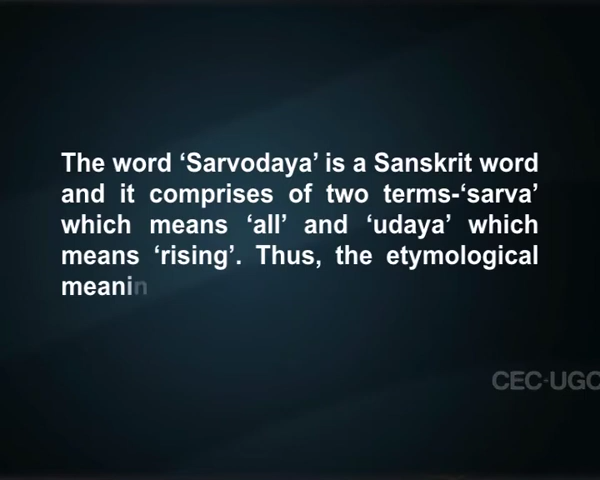 The word ‘Sarvodaya’ is a Sanskrit word
and it comprises of two terms-‘sarva’
which means ‘all’ and ‘udaya’ which
means ‘rising’. Thus, the etymological
meanin
CEC-UGC